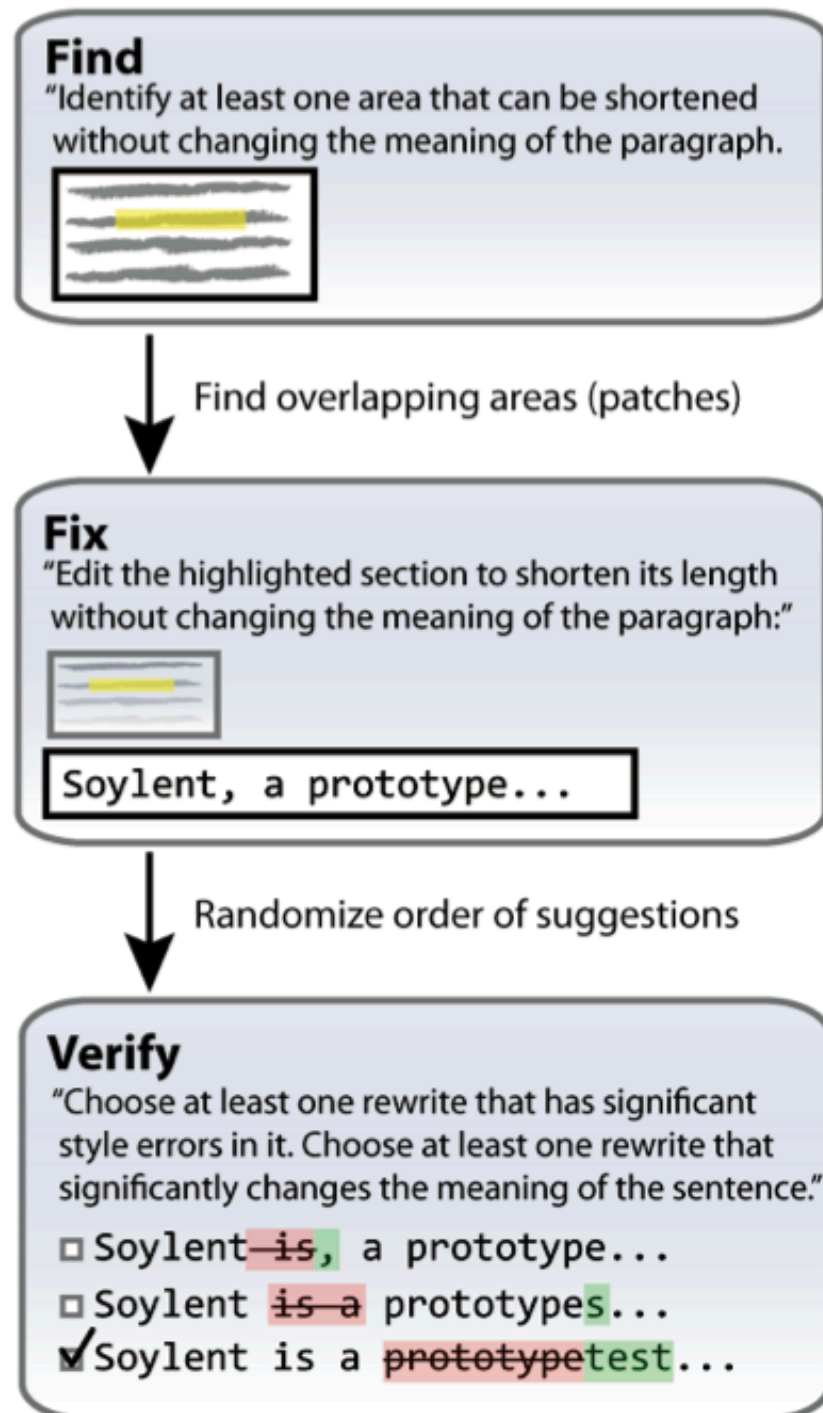 Find
“Identify at least one area that can be shortened
without changing the meaning of the paragraph.
Find overlapping areas (patches)
Fix
“Edit the highlighted section to shorten its length
without changing the meaning of the paragraph:”
Soylent, a prototype...
Randomize order of suggestions
Verify
“Choose at least one rewrite that has significant
style errors in it. Choose at least one rewrite that
significantly changes the meaning of the sentence.”
Soylent is, a prototype...
Soylent is a prototypes...
Soylent is a prototypetest...